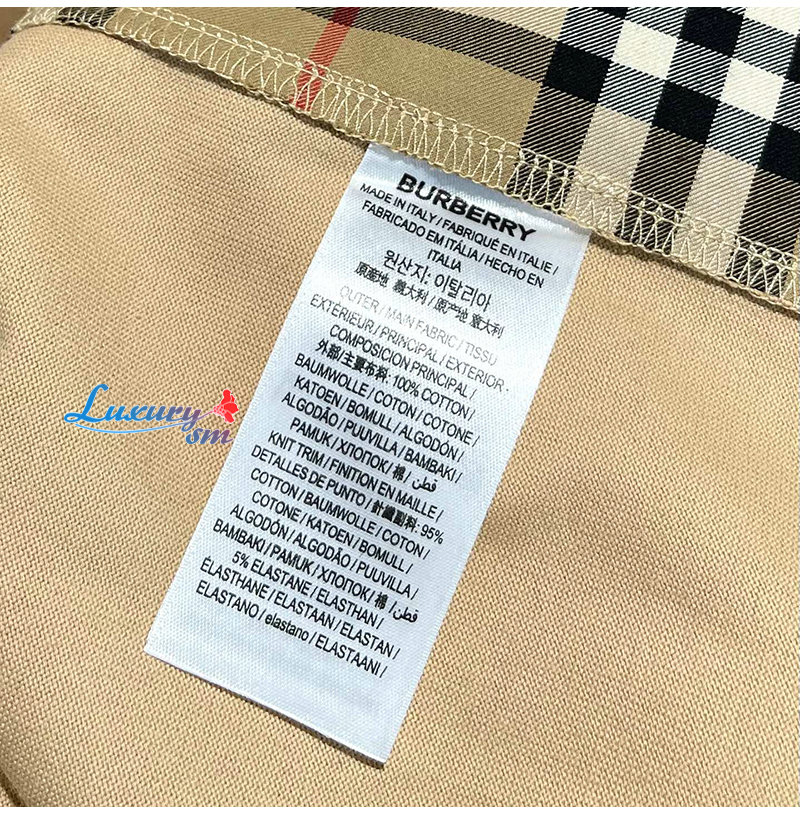 BURBERRY
MADE IN ITALY / FABRIQUÉ EN ITALIE /
FABRICADO EM ITÁLIA / HECHO EN
ITALIA
원산지: 이탈리아
原産地 義大利 / 原产地 意大利
OUTER / MAIN FABRIC / TISSU
EXTÉRIEUR / PRINCIPAL / EXTERIOR -
COMPOSICION PRINCIPAL /
外部/主要布料: 100% COTTON /
BAUMWOLLE / COTON / COTONE /
KATOEN / BOMULL / ALGODÓN /
ALGODÃO / PUUVILLA / BAMBAKI /
PAMUK / ХЛОПОК / 棉 / قطن /
KNIT TRIM / FINITION EN MAILLE /
DETALLES DE PUNTO / 針織副料: 95%
COTTON / BAUMWOLLE / COTON /
COTONE / KATOEN / BOMULL /
ALGODÓN / ALGODÃO / PUUVILLA /
BAMBAKI / PAMUK / ХЛОПОК / 棉 / قطن /
5% ELASTANE / ELASTHAN /
ÉLASTHANE / ELASTAAN / ELASTAN /
ELASTANO / elastano / ELASTAANI /
Luxury
sm